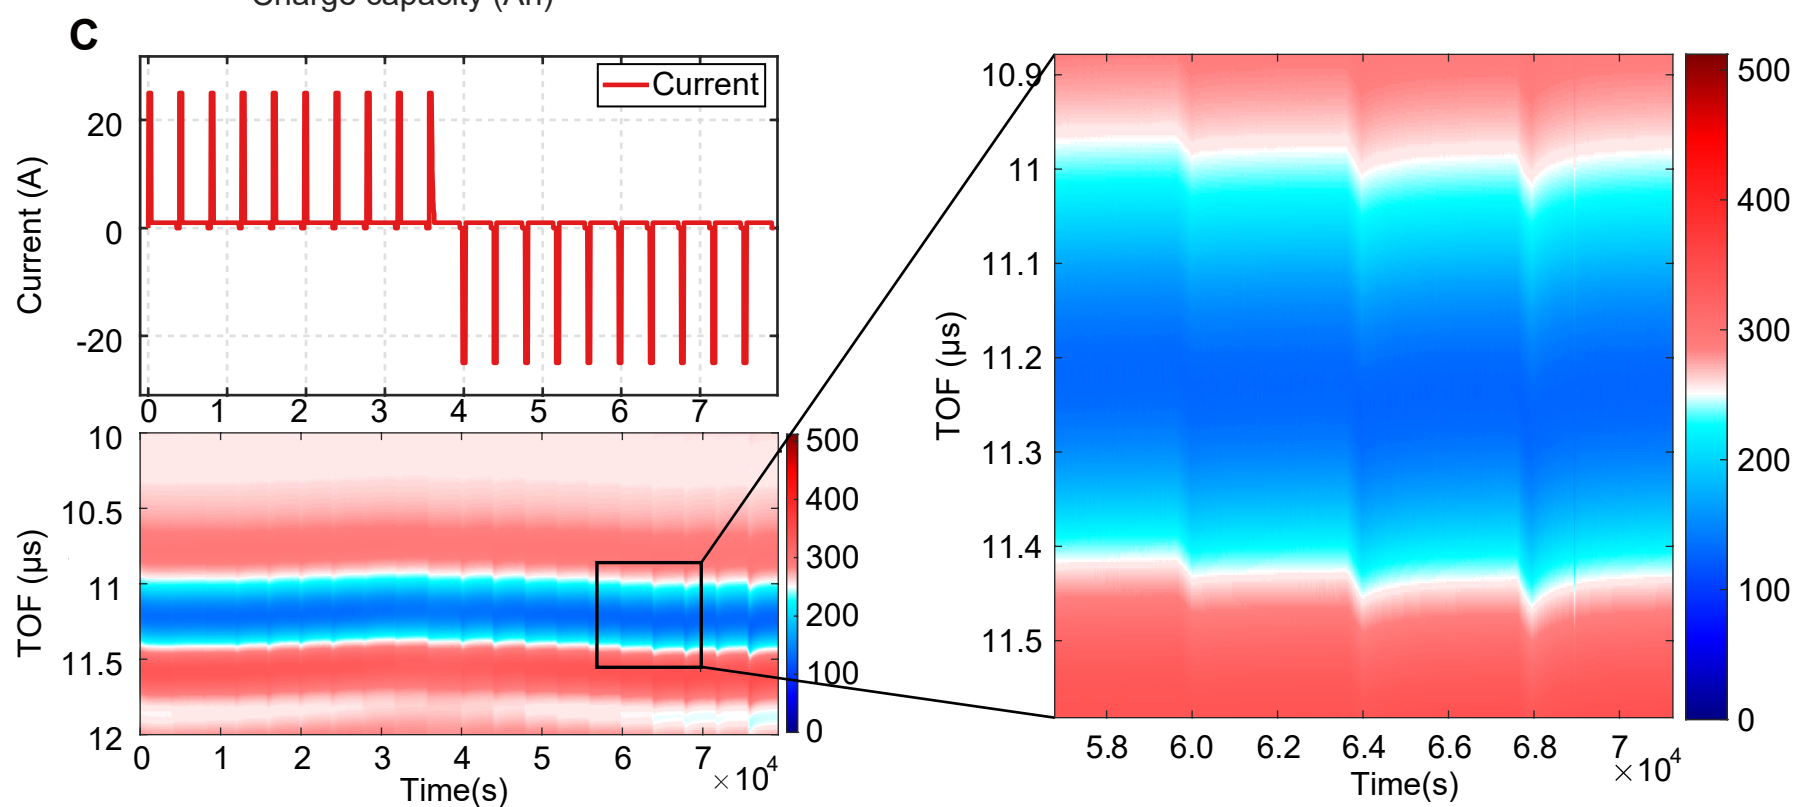 Charge capacity (Ah)
C
Current
20
0
-20
Current (A)
0 1 2 3 4 5 6 7
10
10.5
11
11.5
12
TOF (μs)
0 1 2 3 4 5 6 7
×10⁴
Time(s)
500
400
300
200
100
0
10.9
11
11.1
11.2
11.3
11.4
11.5
TOF (μs)
5.8 6.0 6.2 6.4 6.6 6.8 7
×10⁴
Time(s)
500
400
300
200
100
0